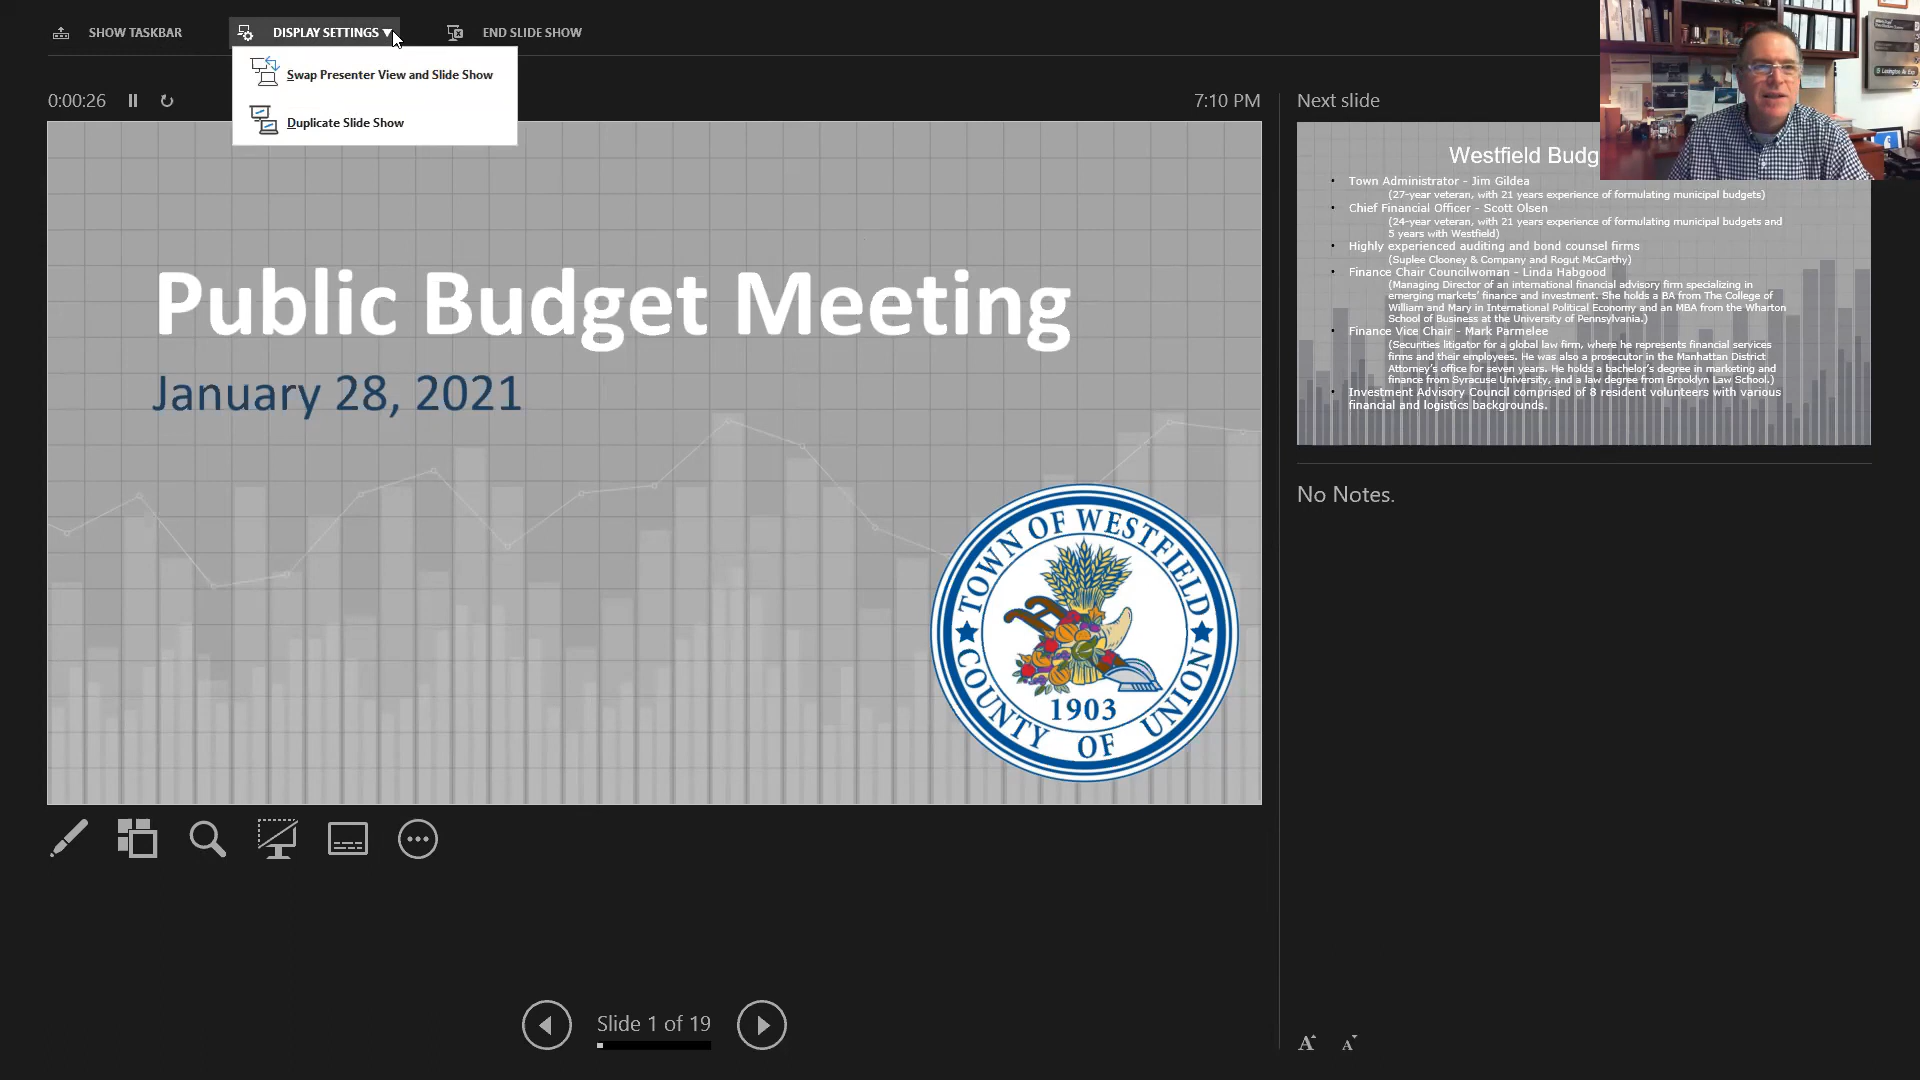 SHOW TASKBAR
DISPLAY SETTINGS ▼
END SLIDE SHOW
Swap Presenter View and Slide Show
Duplicate Slide Show
0:00:26
7:10 PM
Public Budget Meeting
January 28, 2021
TOWN OF WESTFIELD
1903
COUNTY OF UNION
Slide 1 of 19
Next slide
Westfield Budg
• Town Administrator - Jim Gildea
(27-year veteran, with 21 years experience of formulating municipal budgets)
• Chief Financial Officer - Scott Olsen
(24-year veteran, with 21 years experience of formulating municipal budgets and
5 years with Westfield)
• Highly experienced auditing and bond counsel firms
(Suplee Clooney & Company and Rogut McCarthy)
• Finance Chair Councilwoman - Linda Habgood
(Managing Director of an international financial advisory firm specializing in
emerging markets' finance and investment. She holds a BA from The College of
William and Mary in International Political Economy and an MBA from the Wharton
School of Business at the University of Pennsylvania.)
• Finance Vice Chair - Mark Parmelee
(Securities litigator for a global law firm, where he represents financial services
firms and their employees. He was also a prosecutor in the Manhattan District
Attorney's office for seven years. He holds a bachelor's degree in marketing and
finance from Syracuse University, and a law degree from Brooklyn Law School.)
• Investment Advisory Council comprised of 8 resident volunteers with various
financial and logistics backgrounds.
No Notes.
A A